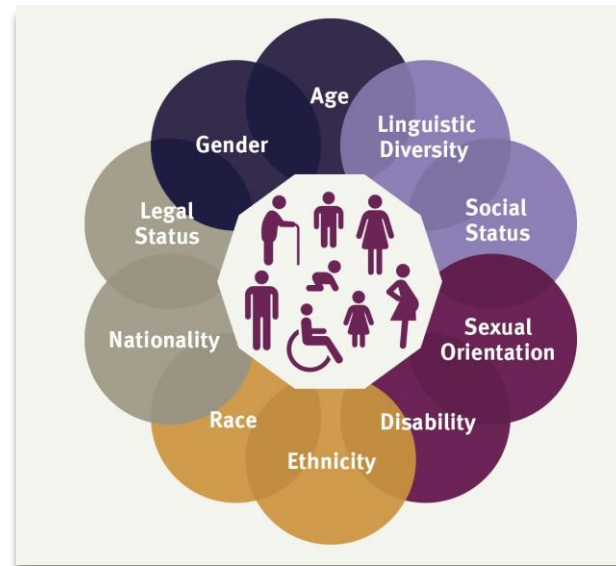 Age
Linguistic
Diversity
Social
Status
Sexual
Orientation
Disability
Ethnicity
Race
Nationality
Legal
Status
Gender